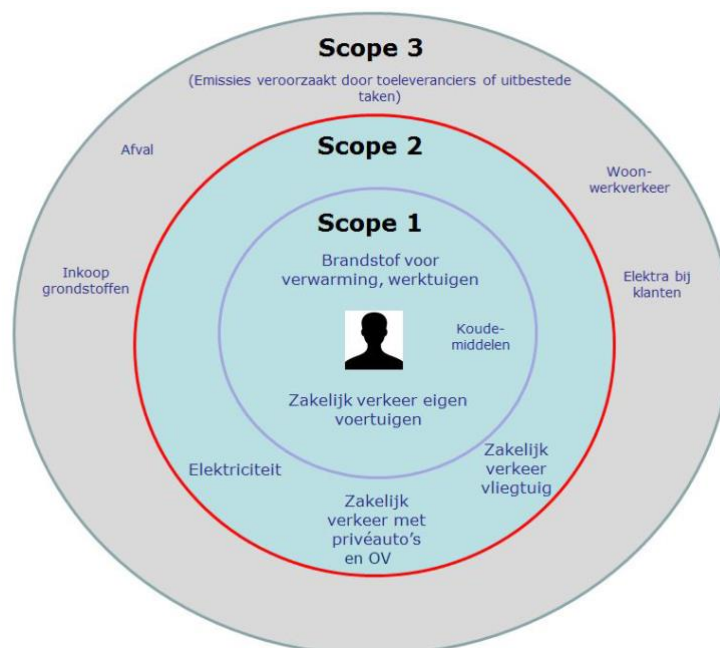 Scope 3
(Emissies veroorzaakt door toeleveranciers of uitbestede
taken)
Afval
Scope 2
Woon-
werkverkeer
Scope 1
Brandstof voor
verwarming, werktuigen
Inkoop
grondstoffen
Elektra bij
klanten
Koude-
middelen
Zakelijk verkeer eigen
voertuigen
Elektriciteit
Zakelijk
verkeer
vliegtuig
Zakelijk
verkeer met
privéauto's
en OV